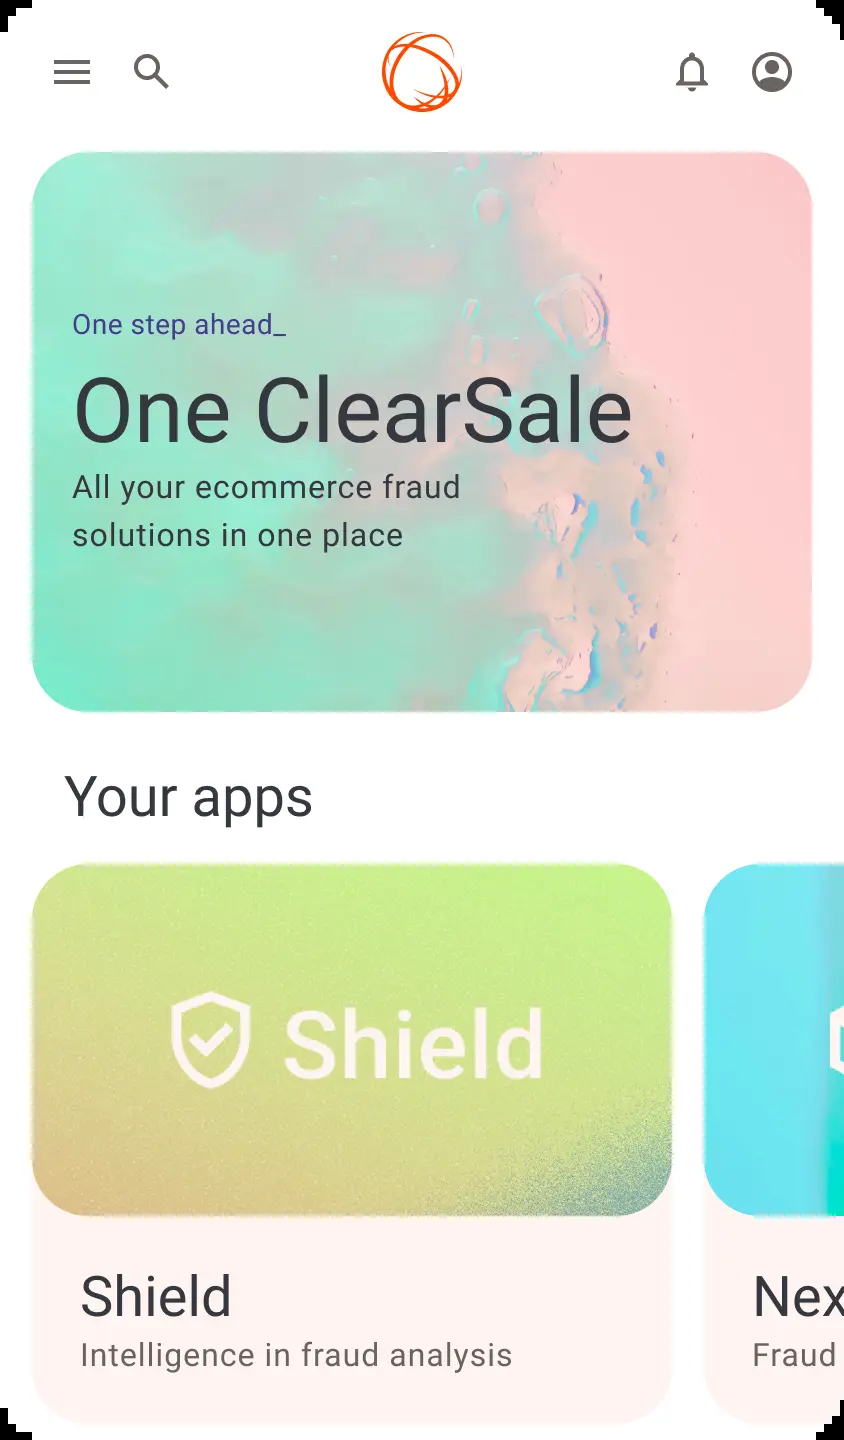 One step ahead_
One ClearSale
All your ecommerce fraud
solutions in one place
Your apps
Shield
Shield
Intelligence in fraud analysis
Fraud